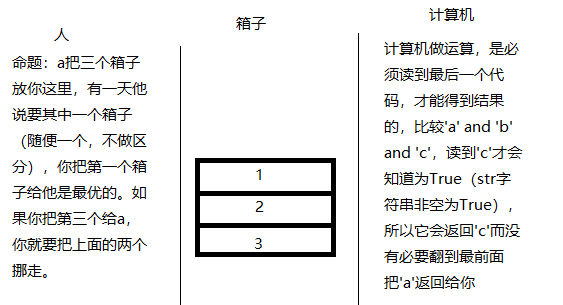 人
命题：a把三个箱子
放你这里，有一天他
说要其中一个箱子
（随便一个，不做区
分），你把第一个箱
子给他是最优的。如
果你把第三个给a，
你就要把上面的两个
挪走。
箱子
1
2
3
计算机
计算机做运算，是必
须读到最后一个代
码，才能得到结果
的，比较'a' and 'b'
and 'c'，读到'c'才会
知道为True（str字
符串非空为True），
所以它会返回'c'而没
有必要翻到最前面
把'a'返回给你